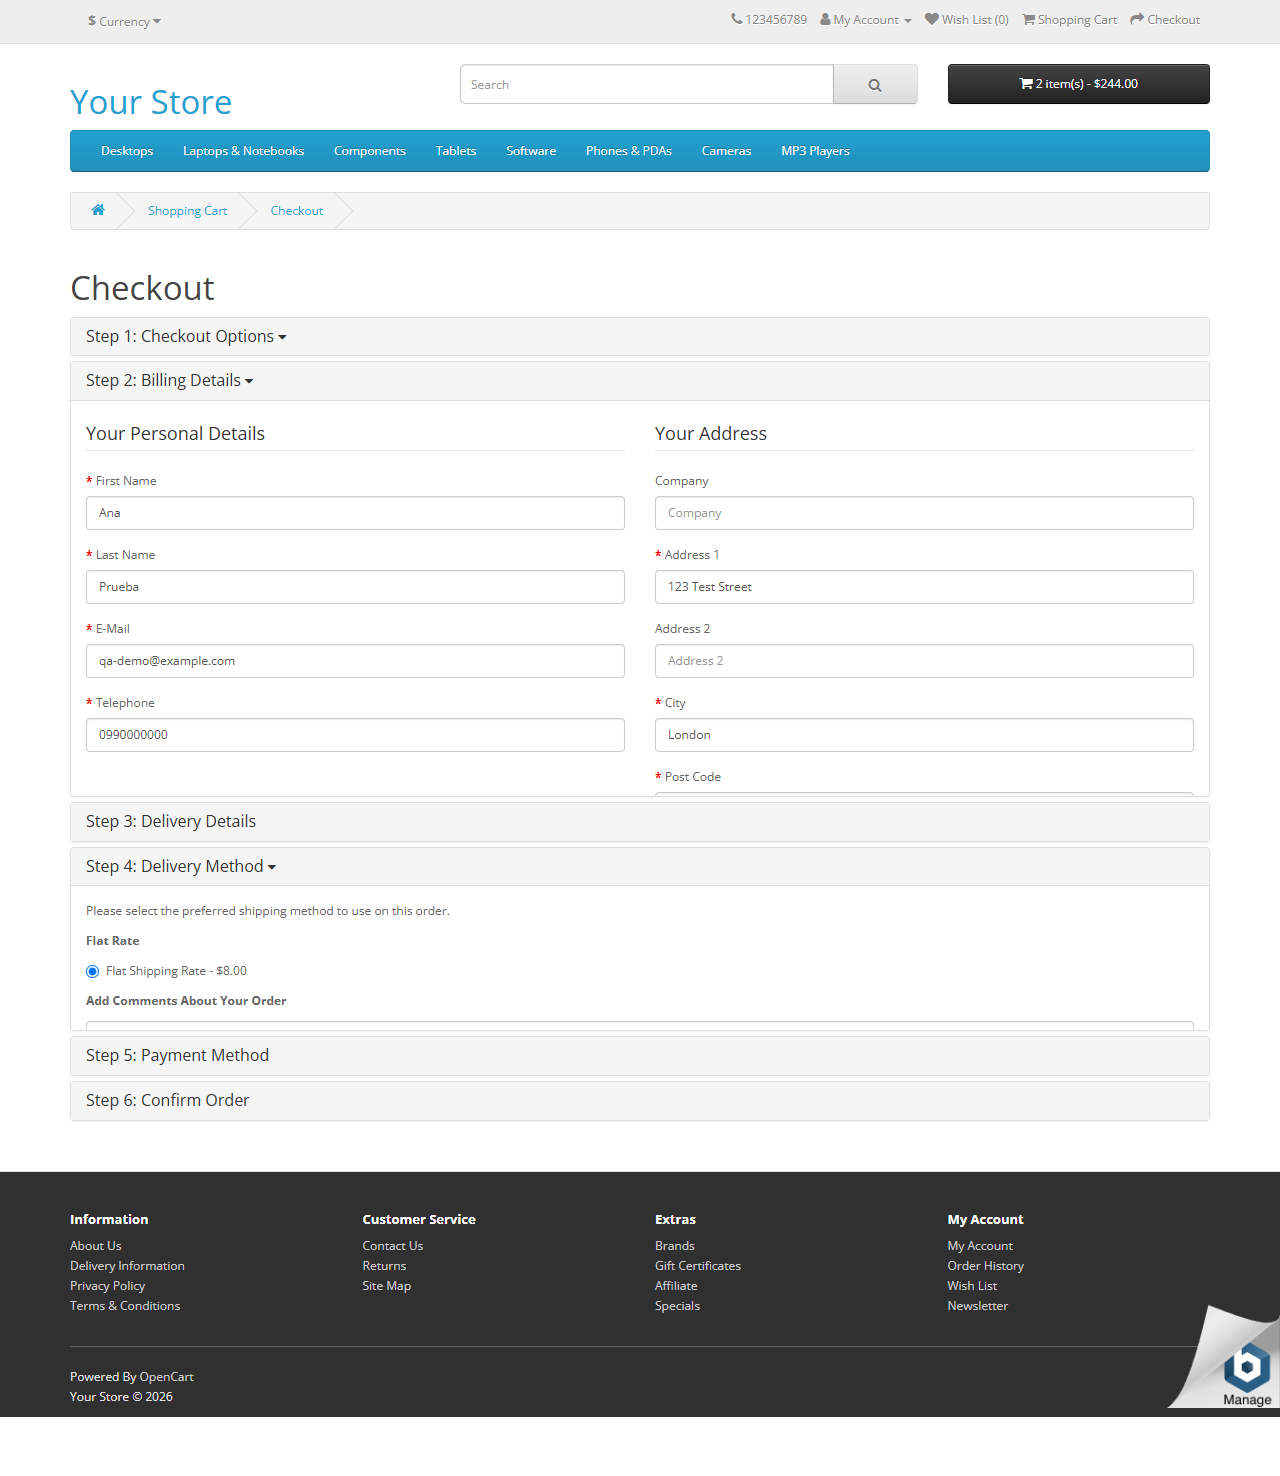 $ Currency
123456789 My Account Wish List (0) Shopping Cart Checkout
Your Store
Search
2 item(s) - $244.00
Desktops Laptops & Notebooks Components Tablets Software Phones & PDAs Cameras MP3 Players
Shopping Cart Checkout
Checkout
Step 1: Checkout Options
Step 2: Billing Details
Your Personal Details
* First Name
Ana
* Last Name
Prueba
* E-Mail
qa-demo@example.com
* Telephone
0990000000
Your Address
Company
Company
* Address 1
123 Test Street
Address 2
Address 2
* City
London
* Post Code
Step 3: Delivery Details
Step 4: Delivery Method
Please select the preferred shipping method to use on this order.
Flat Rate
Flat Shipping Rate - $8.00
Add Comments About Your Order
Step 5: Payment Method
Step 6: Confirm Order
Information
About Us
Delivery Information
Privacy Policy
Terms & Conditions
Customer Service
Contact Us
Returns
Site Map
Extras
Brands
Gift Certificates
Affiliate
Specials
My Account
My Account
Order History
Wish List
Newsletter
Powered By OpenCart
Your Store © 2026
Manage